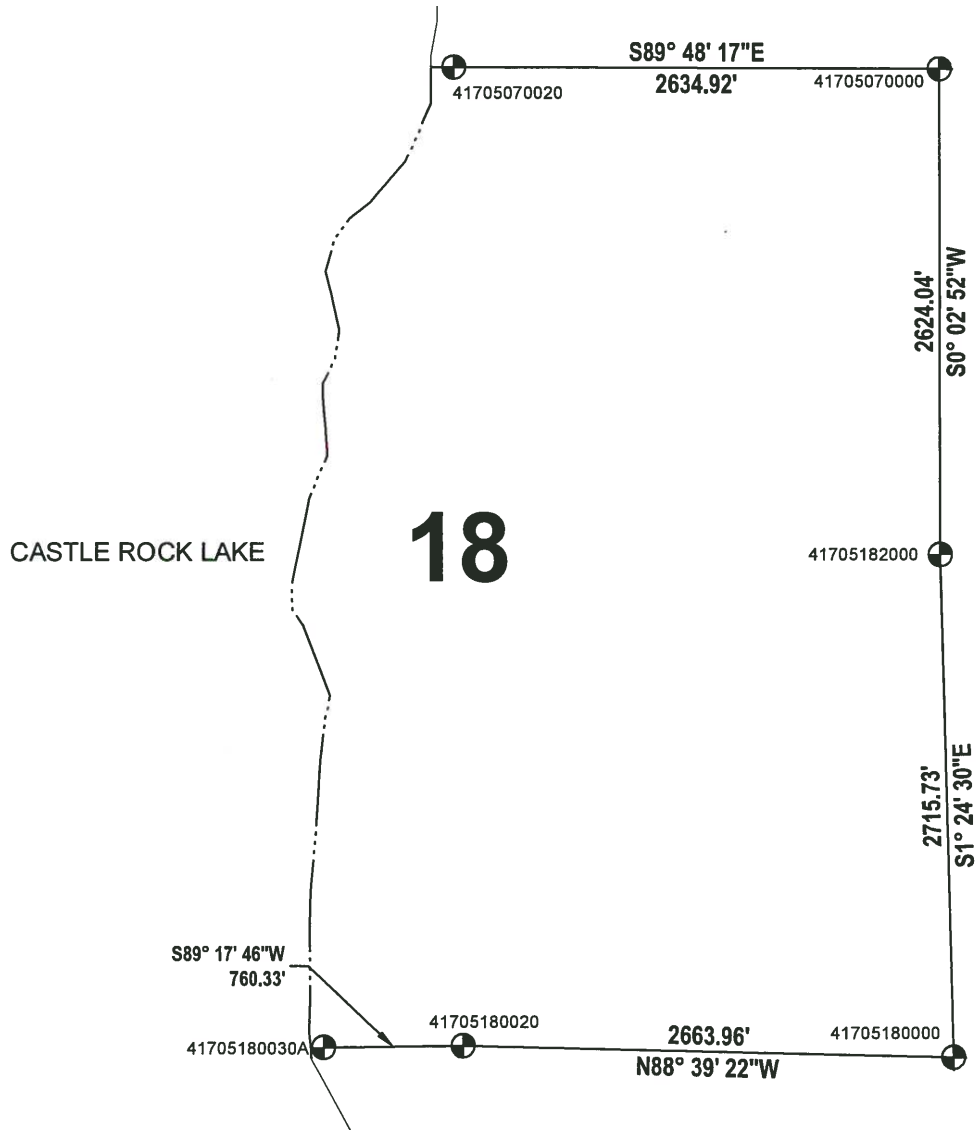 S89° 48' 17"E
2634.92'
41705070020
41705070000
2624.04'
S0° 02' 52"W
CASTLE ROCK LAKE
18
41705182000
2715.73'
S1° 24' 30"E
S89° 17' 46"W
760.33'
41705180030A
41705180020
2663.96'
N88° 39' 22"W
41705180000